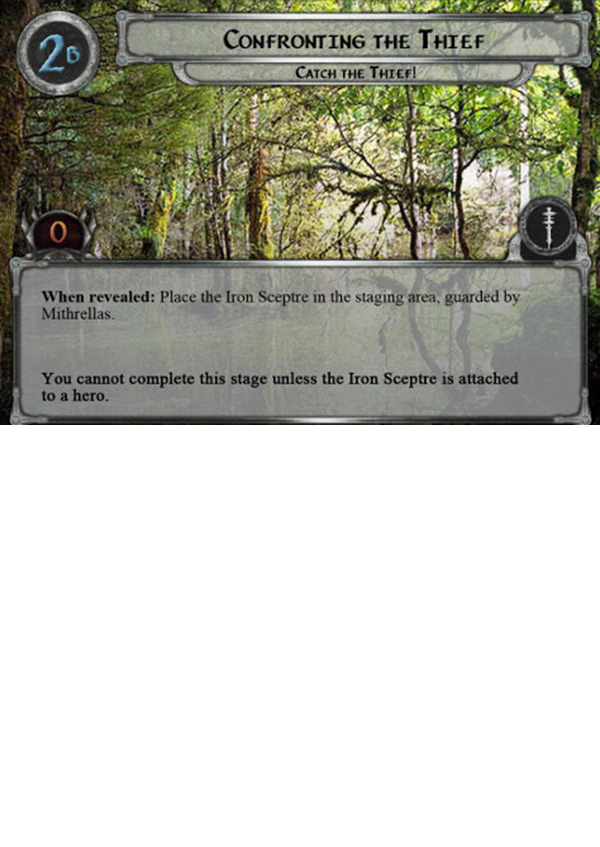 2B
Confronting the Thief
Catch the Thief!
0
When revealed: Place the Iron Sceptre in the staging area, guarded by
Mithrellas.
You cannot complete this stage unless the Iron Sceptre is attached
to a hero.